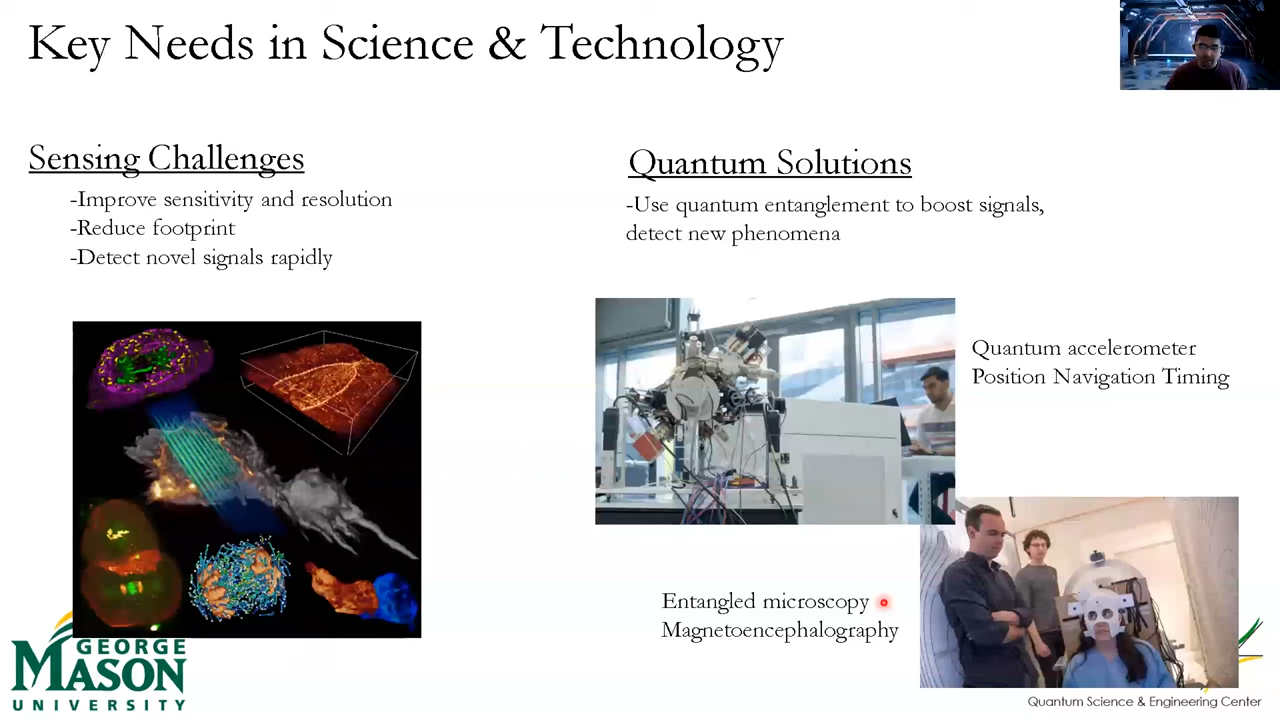 Key Needs in Science & Technology
Sensing Challenges
-Improve sensitivity and resolution
-Reduce footprint
-Detect novel signals rapidly
Quantum Solutions
-Use quantum entanglement to boost signals,
detect new phenomena
Quantum accelerometer
Position Navigation Timing
Entangled microscopy
Magnetoencephalography
GEORGE
MASON
UNIVERSITY
Quantum Science & Engineering Center